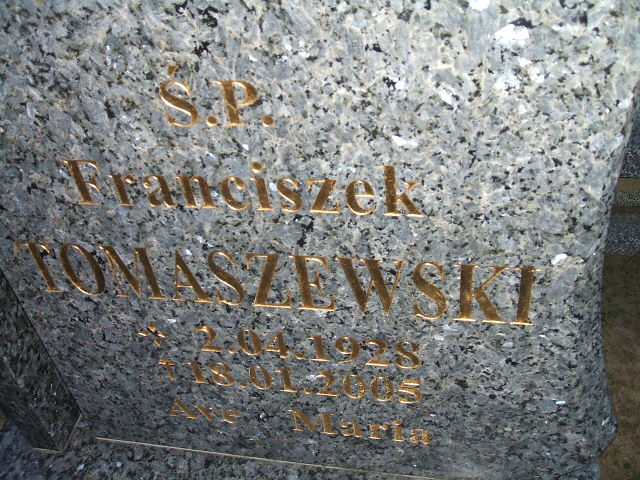 Ś.P.
Franciszek
TOMASZEWSKI
* 2.04.1928
† 18.01.2005
Ave Maria